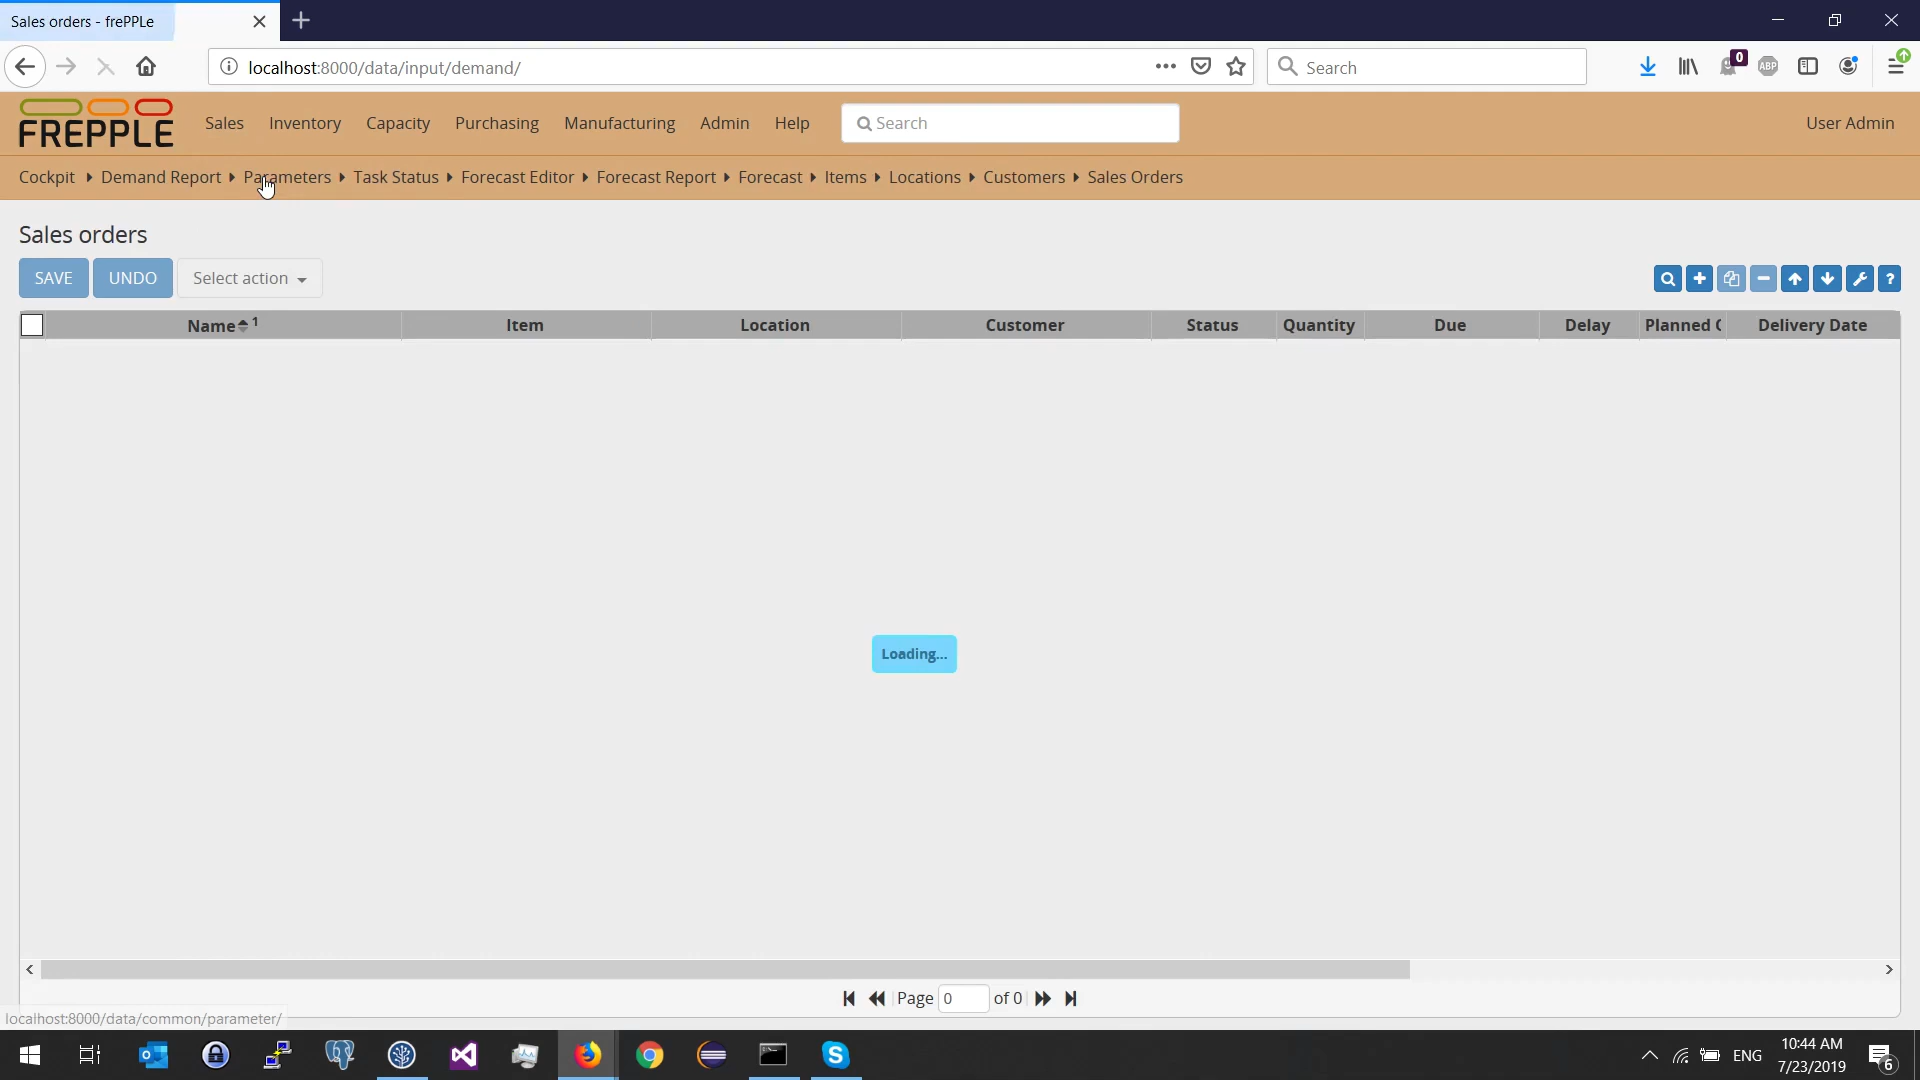 Sales orders - frePPLe
localhost:8000/data/input/demand/
Search
0
ABP
FREPPLE
Sales
Inventory
Capacity
Purchasing
Manufacturing
Admin
Help
Search
User Admin
Cockpit
Demand Report
Parameters
Task Status
Forecast Editor
Forecast Report
Forecast
Items
Locations
Customers
Sales Orders
Sales orders
SAVE
UNDO
Select action
?
Name 1
Item
Location
Customer
Status
Quantity
Due
Delay
Planned
Delivery Date
Loading...
Page 0 of 0
localhost:8000/data/common/parameter/
ENG
10:44 AM
7/23/2019
6